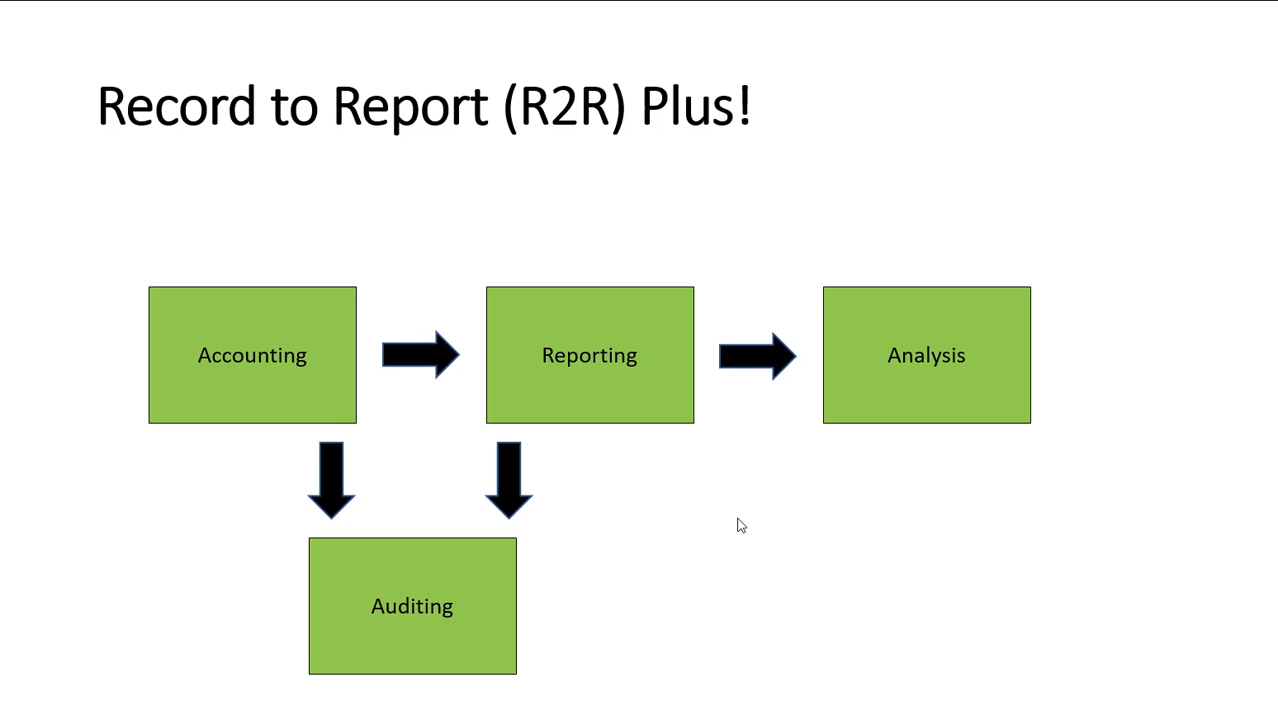 Record to Report (R2R) Plus!
Accounting
Reporting
Analysis
Auditing